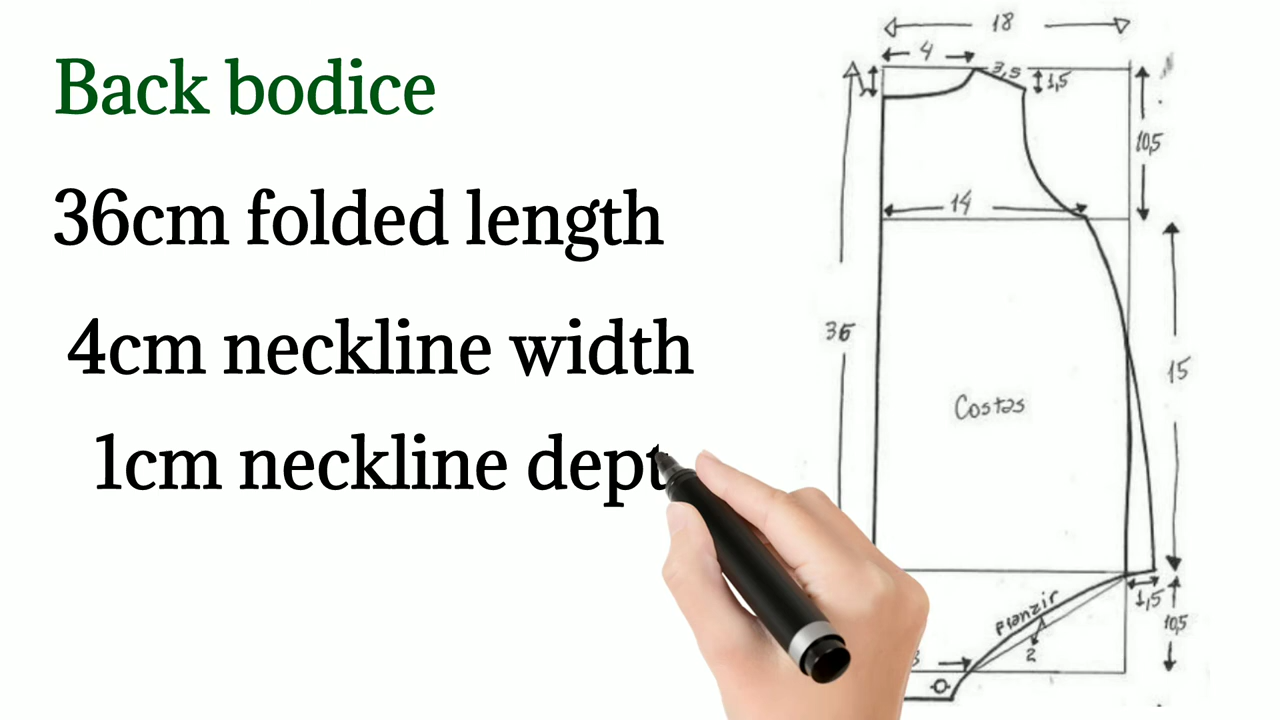 Back bodice
36cm folded length
4cm neckline width
1cm neckline dept
18
4
3,5
1,5
10,5
14
36
15
Costas
Franzir
1,5
10,5
2
3